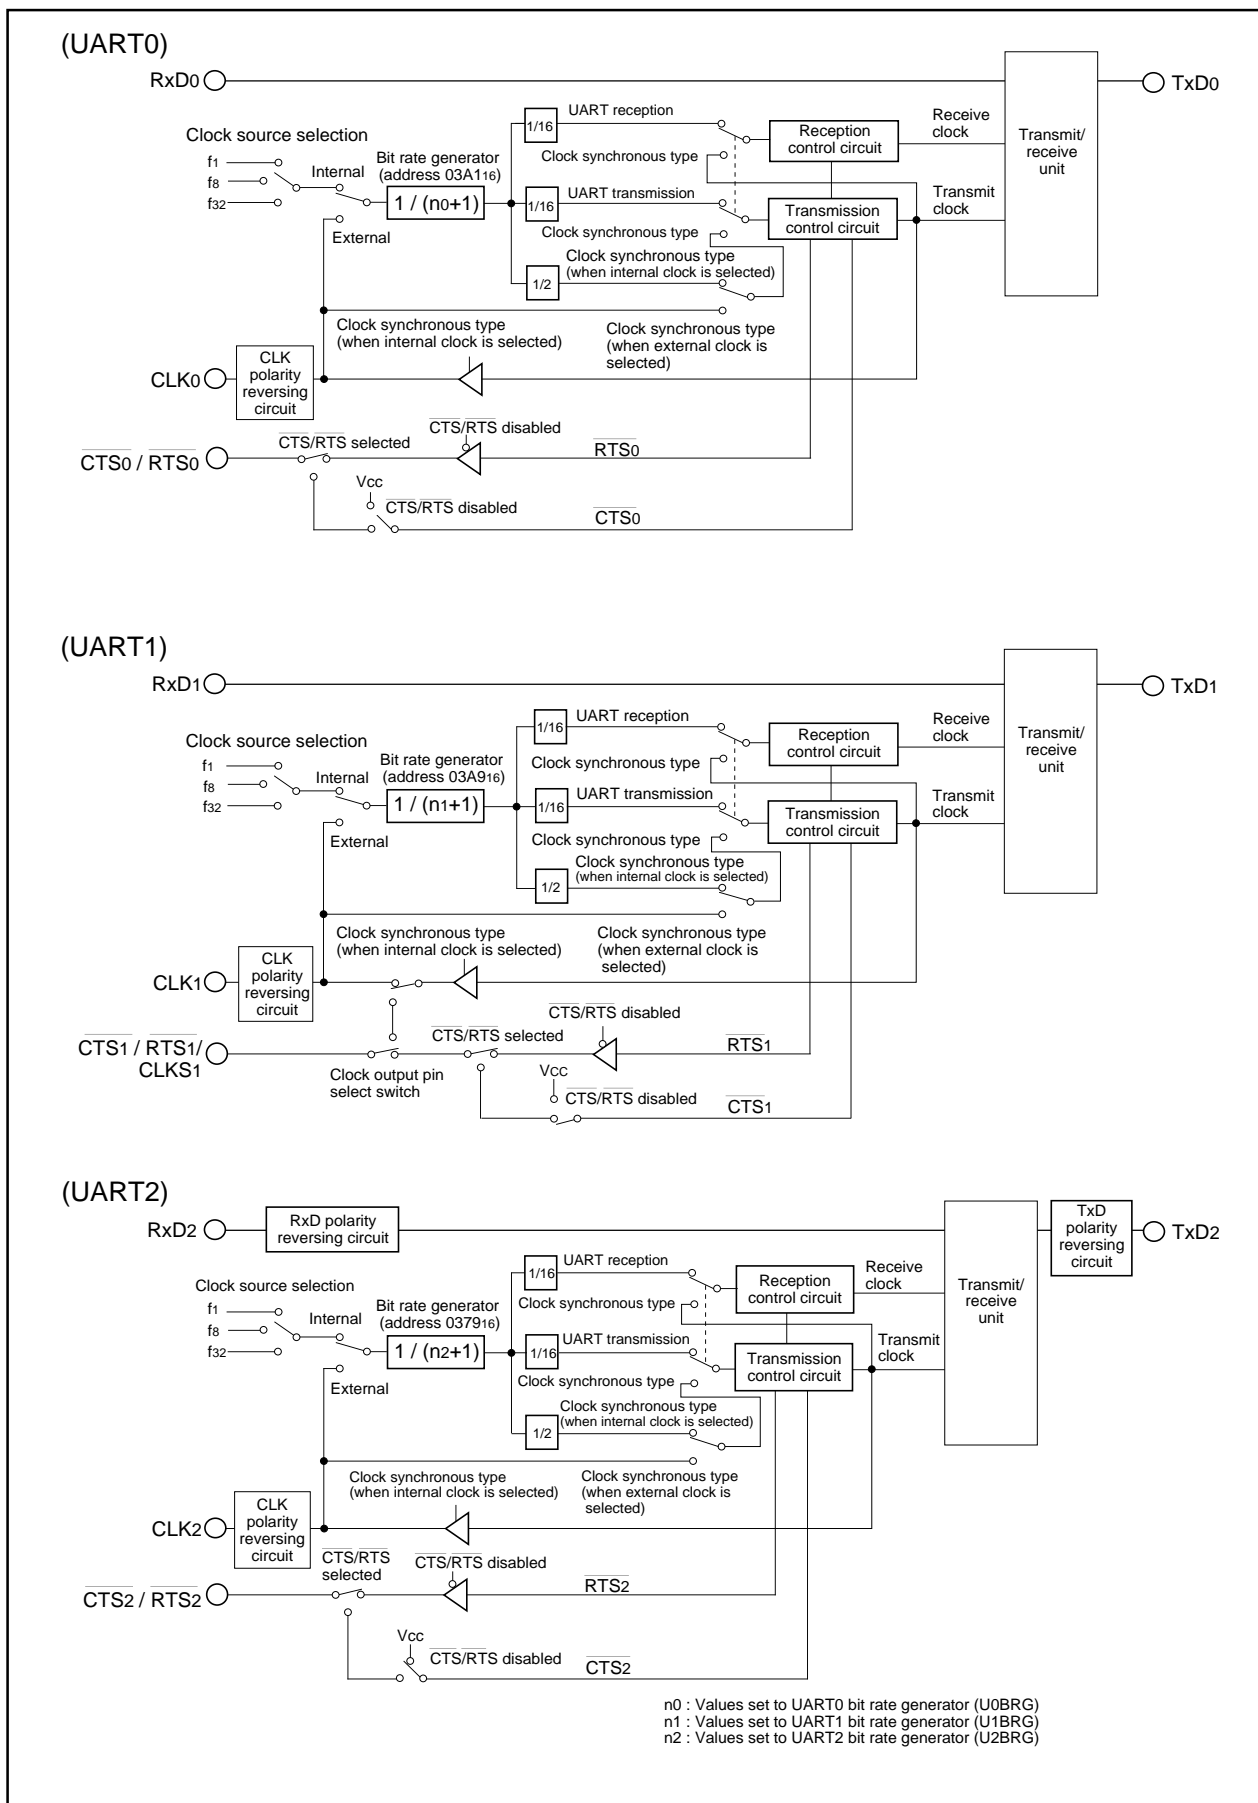 (UART0)
RxD0
TxD0
Clock source selection
f1
f8
f32
Internal
External
Bit rate generator
(address 03A116)
1 / (n0+1)
1/16
UART reception
Clock synchronous type
1/16
UART transmission
Clock synchronous type
Clock synchronous type
(when internal clock is selected)
1/2
Reception
control circuit
Transmission
control circuit
Receive
clock
Transmit
clock
Transmit/
receive
unit
Clock synchronous type
(when internal clock is selected)
Clock synchronous type
(when external clock is
selected)
CLK0
CLK
polarity
reversing
circuit
CTS0 / RTS0
CTS/RTS selected
CTS/RTS disabled
RTS0
Vcc
CTS/RTS disabled
CTS0
(UART1)
RxD1
TxD1
Clock source selection
f1
f8
f32
Internal
External
Bit rate generator
(address 03A916)
1 / (n1+1)
1/16
UART reception
Clock synchronous type
1/16
UART transmission
Clock synchronous type
Clock synchronous type
(when internal clock is selected)
1/2
Reception
control circuit
Transmission
control circuit
Receive
clock
Transmit
clock
Transmit/
receive
unit
Clock synchronous type
(when internal clock is selected)
Clock synchronous type
(when external clock is
selected)
CLK1
CLK
polarity
reversing
circuit
CTS1 / RTS1/
CLKS1
Clock output pin
select switch
CTS/RTS selected
CTS/RTS disabled
RTS1
VCC
CTS/RTS disabled
CTS1
(UART2)
RxD2
RxD polarity
reversing circuit
TxD
polarity
reversing
circuit
TxD2
Clock source selection
f1
f8
f32
Internal
External
Bit rate generator
(address 037916)
1 / (n2+1)
1/16
UART reception
Clock synchronous type
1/16
UART transmission
Clock synchronous type
Clock synchronous type
(when internal clock is selected)
1/2
Reception
control circuit
Transmission
control circuit
Receive
clock
Transmit
clock
Transmit/
receive
unit
Clock synchronous type
(when internal clock is selected)
Clock synchronous type
(when external clock is
selected)
CLK2
CLK
polarity
reversing
circuit
CTS2 / RTS2
CTS/RTS
selected
CTS/RTS disabled
RTS2
Vcc
CTS/RTS disabled
CTS2
n0 : Values set to UART0 bit rate generator (U0BRG)
n1 : Values set to UART1 bit rate generator (U1BRG)
n2 : Values set to UART2 bit rate generator (U2BRG)